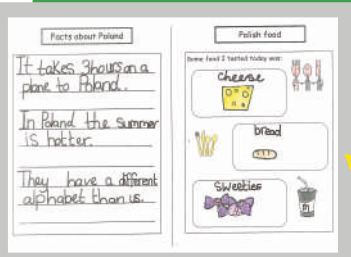 Facts about Poland
It takes 3hours on a
plane to Poland.
In Poland the summer
is hotter.
They have a different
alphabet than us.
Polish food
Some food I tasted today was:
cheese
bread
Sweeties